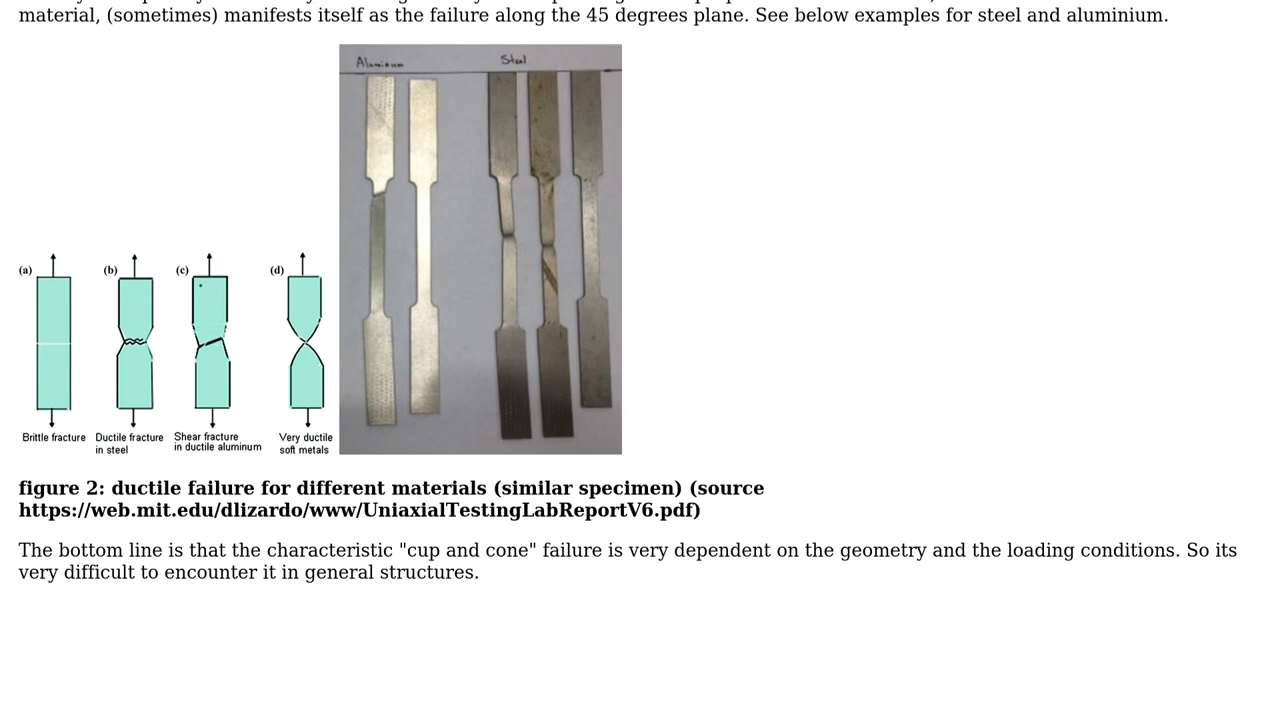 material, (sometimes) manifests itself as the failure along the 45 degrees plane. See below examples for steel and aluminium.
Aluminum
Steel
(a)
(b)
(c)
(d)
Brittle fracture
Ductile fracture
in steel
Shear fracture
in ductile aluminum
Very ductile
soft metals
figure 2: ductile failure for different materials (similar specimen) (source
https://web.mit.edu/dlizardo/www/UniaxialTestingLabReportV6.pdf)
The bottom line is that the characteristic "cup and cone" failure is very dependent on the geometry and the loading conditions. So its
very difficult to encounter it in general structures.